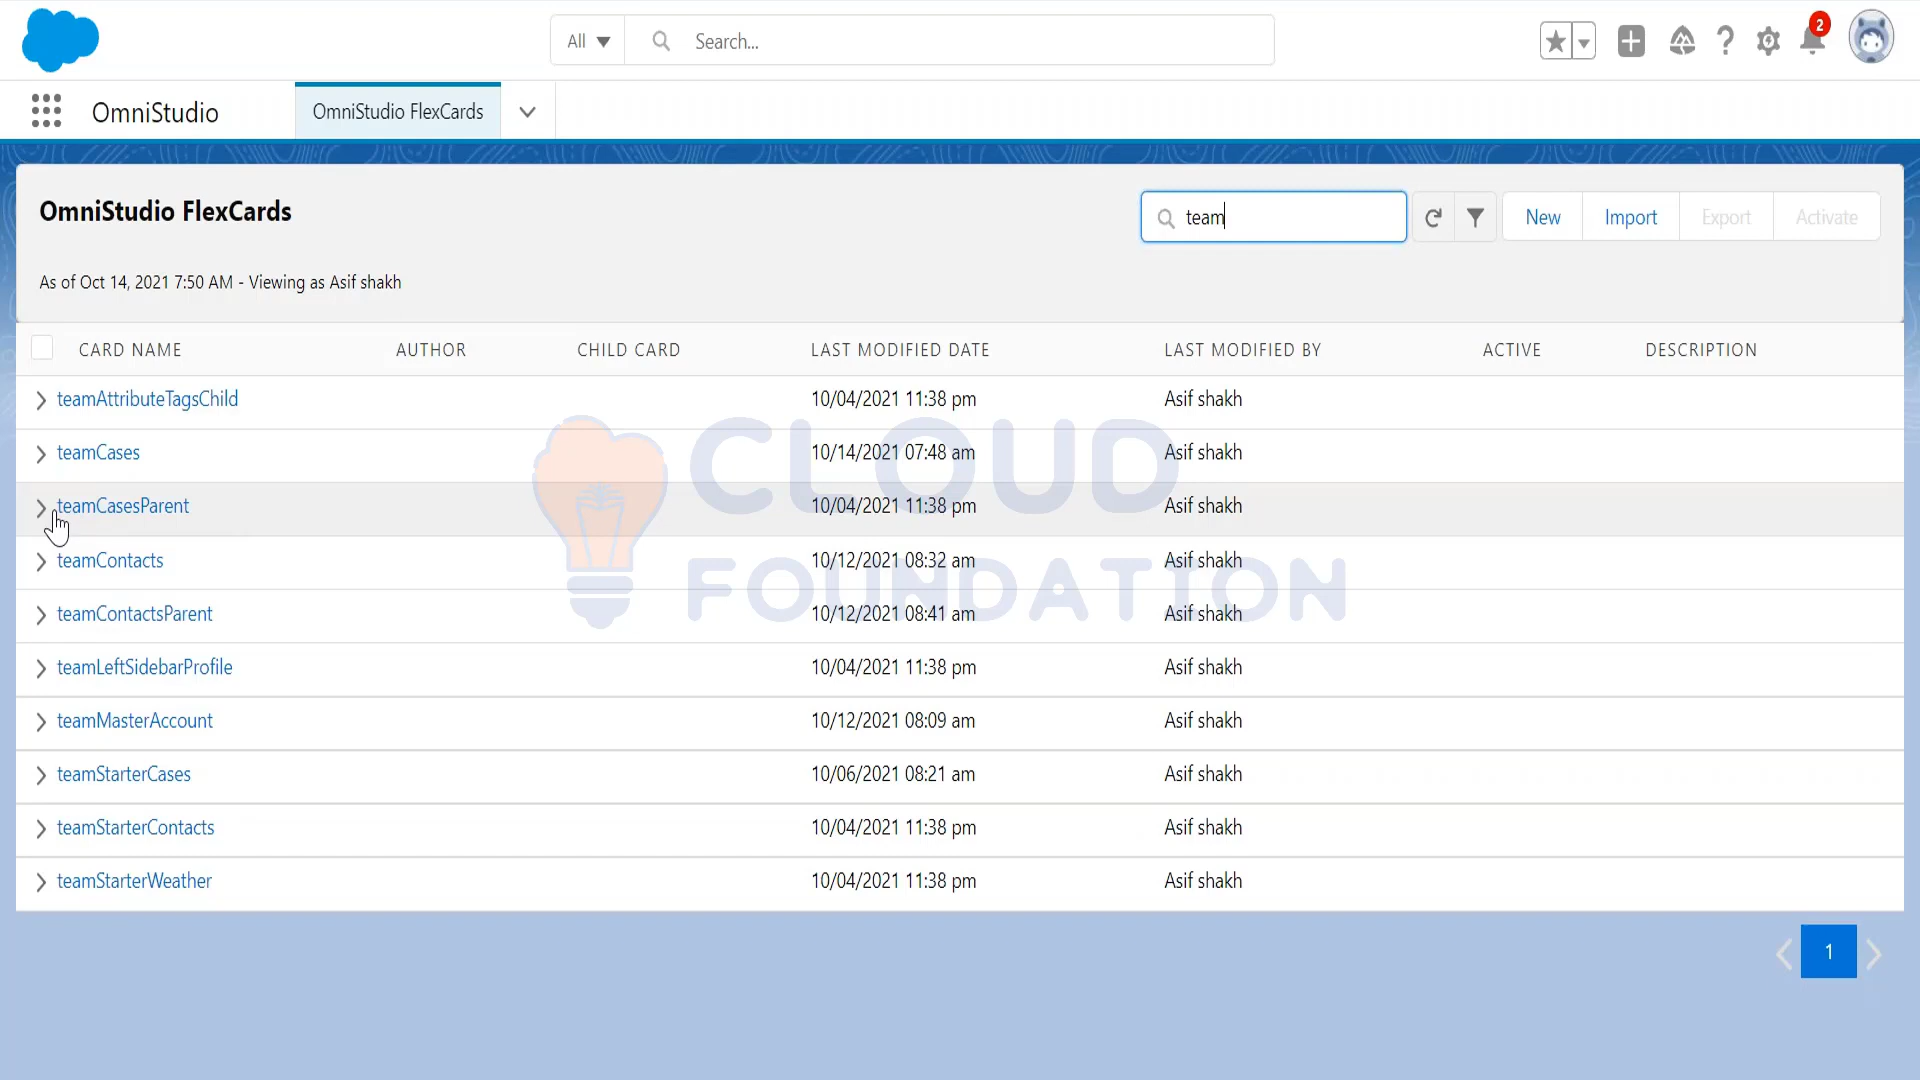 All
Search...
2
OmniStudio
OmniStudio FlexCards
OmniStudio FlexCards
team
New
Import
Export
Activate
As of Oct 14, 2021 7:50 AM - Viewing as Asif shakh
CARD NAME AUTHOR CHILD CARD LAST MODIFIED DATE LAST MODIFIED BY ACTIVE DESCRIPTION
teamAttributeTagsChild 10/04/2021 11:38 pm Asif shakh
teamCases 10/14/2021 07:48 am Asif shakh
teamCasesParent 10/04/2021 11:38 pm Asif shakh
teamContacts 10/12/2021 08:32 am Asif shakh
teamContactsParent 10/12/2021 08:41 am Asif shakh
teamLeftSidebarProfile 10/04/2021 11:38 pm Asif shakh
teamMasterAccount 10/12/2021 08:09 am Asif shakh
teamStarterCases 10/06/2021 08:21 am Asif shakh
teamStarterContacts 10/04/2021 11:38 pm Asif shakh
teamStarterWeather 10/04/2021 11:38 pm Asif shakh
CLOUD
FOUNDATION
1